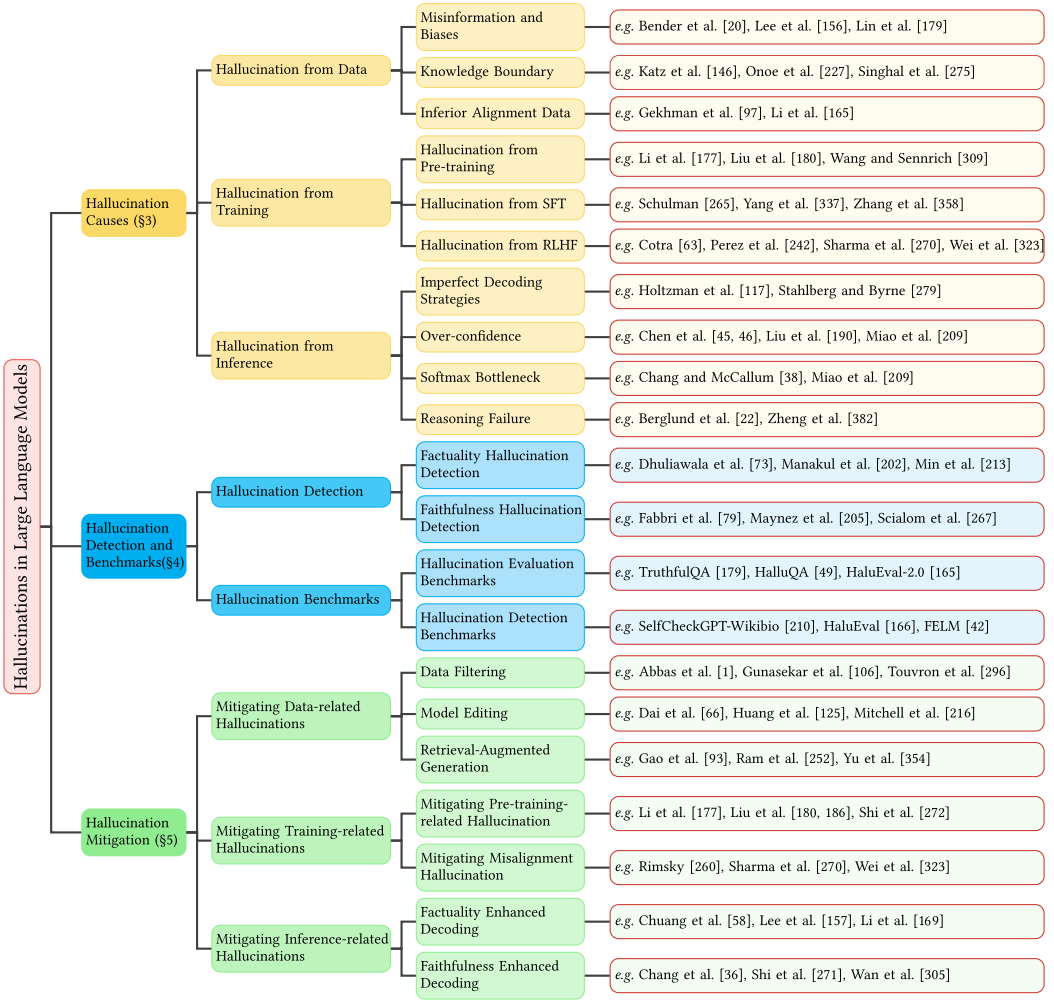 Hallucinations in Large Language Models
Hallucination
Causes (§3)
Hallucination from Data
Misinformation and
Biases
e.g. Bender et al. [20], Lee et al. [156], Lin et al. [179]
Knowledge Boundary
e.g. Katz et al. [146], Onoe et al. [227], Singhal et al. [275]
Inferior Alignment Data
e.g. Gekhman et al. [97], Li et al. [165]
Hallucination from
Training
Hallucination from
Pre-training
e.g. Li et al. [177], Liu et al. [180], Wang and Sennrich [309]
Hallucination from SFT
e.g. Schulman [265], Yang et al. [337], Zhang et al. [358]
Hallucination from RLHF
e.g. Cotra [63], Perez et al. [242], Sharma et al. [270], Wei et al. [323]
Hallucination from
Inference
Imperfect Decoding
Strategies
e.g. Holtzman et al. [117], Stahlberg and Byrne [279]
Over-confidence
e.g. Chen et al. [45, 46], Liu et al. [190], Miao et al. [209]
Softmax Bottleneck
e.g. Chang and McCallum [38], Miao et al. [209]
Reasoning Failure
e.g. Berglund et al. [22], Zheng et al. [382]
Hallucination
Detection and
Benchmarks(§4)
Hallucination Detection
Factuality Hallucination
Detection
e.g. Dhuliawala et al. [73], Manakul et al. [202], Min et al. [213]
Faithfulness Hallucination
Detection
e.g. Fabbri et al. [79], Maynez et al. [205], Scialom et al. [267]
Hallucination Benchmarks
Hallucination Evaluation
Benchmarks
e.g. TruthfulQA [179], HalluQA [49], HaluEval-2.0 [165]
Hallucination Detection
Benchmarks
e.g. SelfCheckGPT-Wikibio [210], HaluEval [166], FELM [42]
Hallucination
Mitigation (§5)
Mitigating Data-related
Hallucinations
Data Filtering
e.g. Abbas et al. [1], Gunasekar et al. [106], Touvron et al. [296]
Model Editing
e.g. Dai et al. [66], Huang et al. [125], Mitchell et al. [216]
Retrieval-Augmented
Generation
e.g. Gao et al. [93], Ram et al. [252], Yu et al. [354]
Mitigating Training-related
Hallucinations
Mitigating Pre-training-
related Hallucination
e.g. Li et al. [177], Liu et al. [180, 186], Shi et al. [272]
Mitigating Misalignment
Hallucination
e.g. Rimsky [260], Sharma et al. [270], Wei et al. [323]
Mitigating Inference-related
Hallucinations
Factuality Enhanced
Decoding
e.g. Chuang et al. [58], Lee et al. [157], Li et al. [169]
Faithfulness Enhanced
Decoding
e.g. Chang et al. [36], Shi et al. [271], Wan et al. [305]